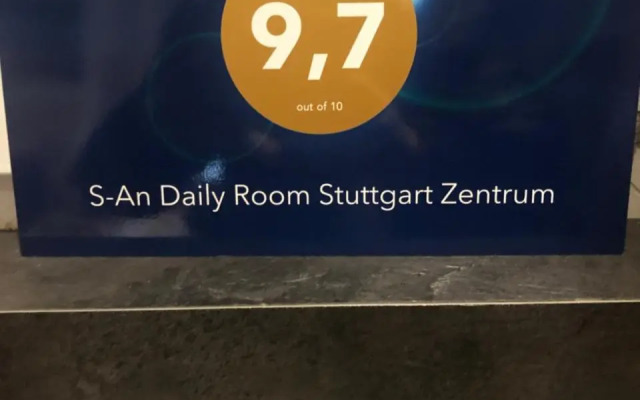 9,7
out of 10
S-An Daily Room Stuttgart Zentrum